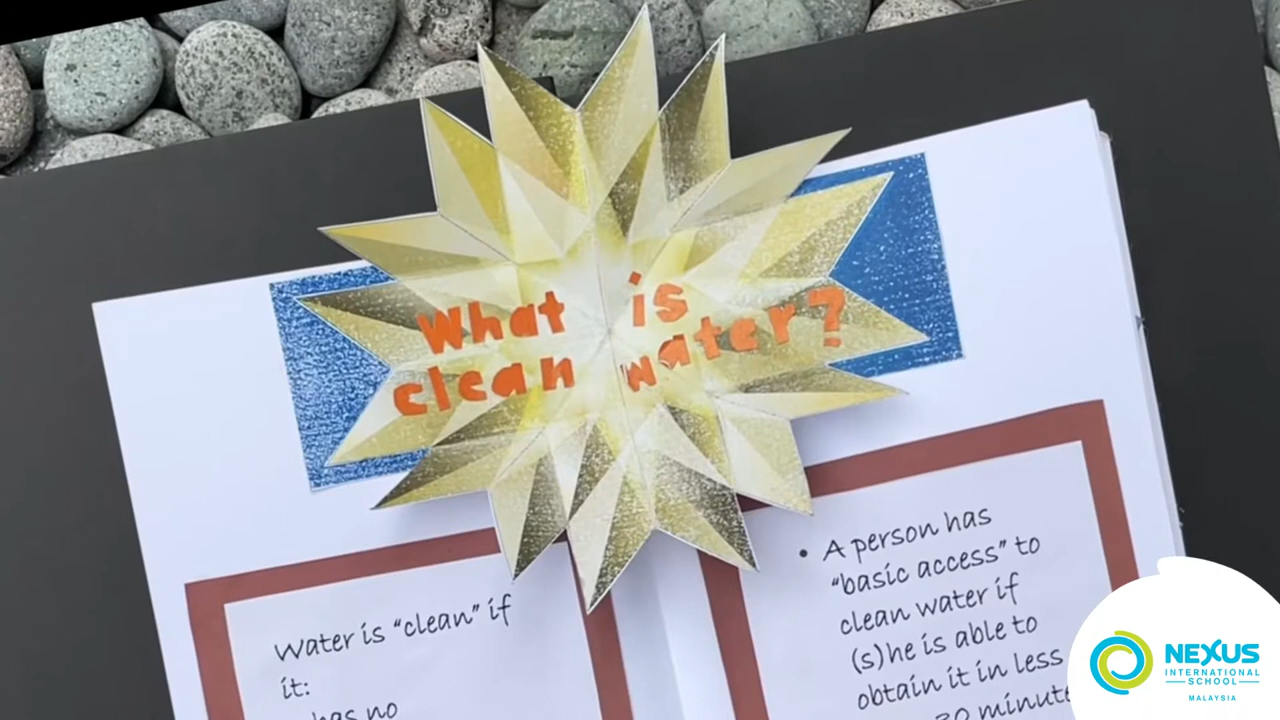 What is
clean water?
Water is “clean” if
it:
has no
• A person has
“basic access” to
clean water if
(s)he is able to
obtain it in less
30 minute
NEXUS
INTERNATIONAL
SCHOOL
MALAYSIA